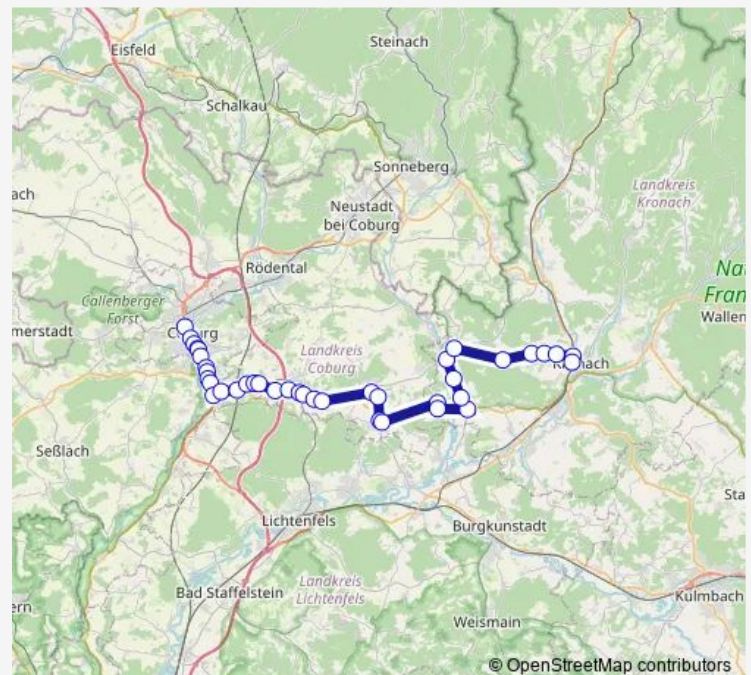 Steinach
Eisfeld
Schalkau
Sonneberg
Landkreis
Kronach
ach
Neustadt
bei Coburg
Rödental
Na
Fran
Callenberger
Forst
Wallen
merstadt
C burg
Landkreis
Coburg
K nach
Seßlach
Sta
Lichtenfels
Burgkunstadt
Bad Staffelstein
Landkreis
Lichtenfels
Kulmbach
ern
Weismain
© OpenStreetMap contributors